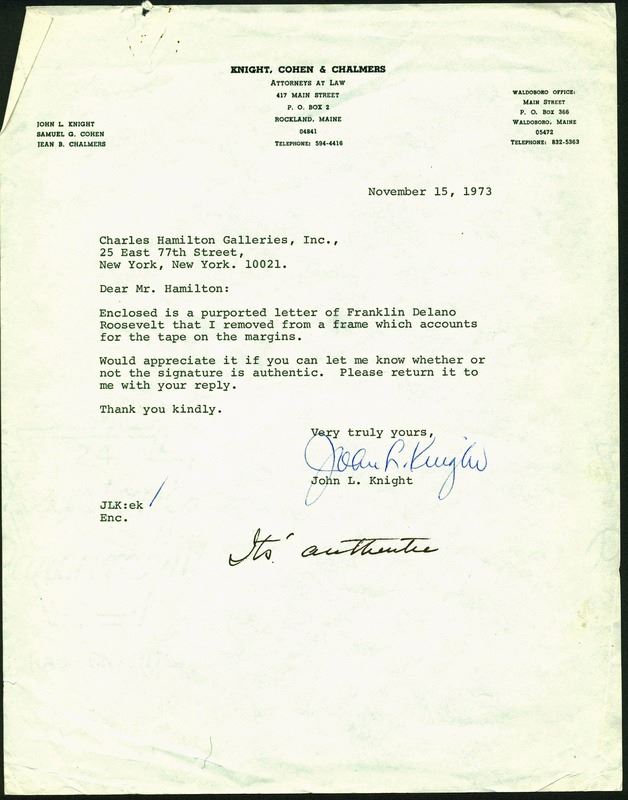 KNIGHT, COHEN & CHALMERS
ATTORNEYS AT LAW
417 MAIN STREET
P. O. BOX 2
ROCKLAND, MAINE
04841
TELEPHONE: 594-4416
WALDOBORO OFFICE:
MAIN STREET
P. O. BOX 366
WALDOBORO, MAINE
05472
TELEPHONE: 832-5363
JOHN L. KNIGHT
SAMUEL G. COHEN
JEAN B. CHALMERS
November 15, 1973
Charles Hamilton Galleries, Inc.,
25 East 77th Street,
New York, New York. 10021.
Dear Mr. Hamilton:
Enclosed is a purported letter of Franklin Delano
Roosevelt that I removed from a frame which accounts
for the tape on the margins.
Would appreciate it if you can let me know whether or
not the signature is authentic. Please return it to
me with your reply.
Thank you kindly.
Very truly yours,
John L. Knight
John L. Knight
JLK:ek
Enc.
Its' authentic